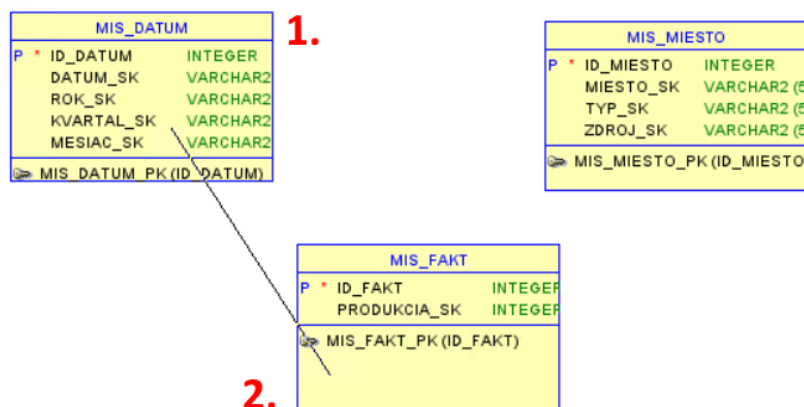 MIS_DATUM
1.
P * ID_DATUM INTEGER
DATUM_SK VARCHAR2
ROK_SK VARCHAR2
KVARTAL_SK VARCHAR2
MESIAC_SK VARCHAR2
MIS_DATUM_PK (ID_DATUM)
MIS_MIESTO
P * ID_MIESTO INTEGER
MIESTO_SK VARCHAR2 (5
TYP_SK VARCHAR2 (5
ZDROJ_SK VARCHAR2 (5
MIS_MIESTO_PK (ID_MIESTO
MIS_FAKT
P * ID_FAKT INTEGER
PRODUKCIA_SK INTEGER
MIS_FAKT_PK (ID_FAKT)
2.